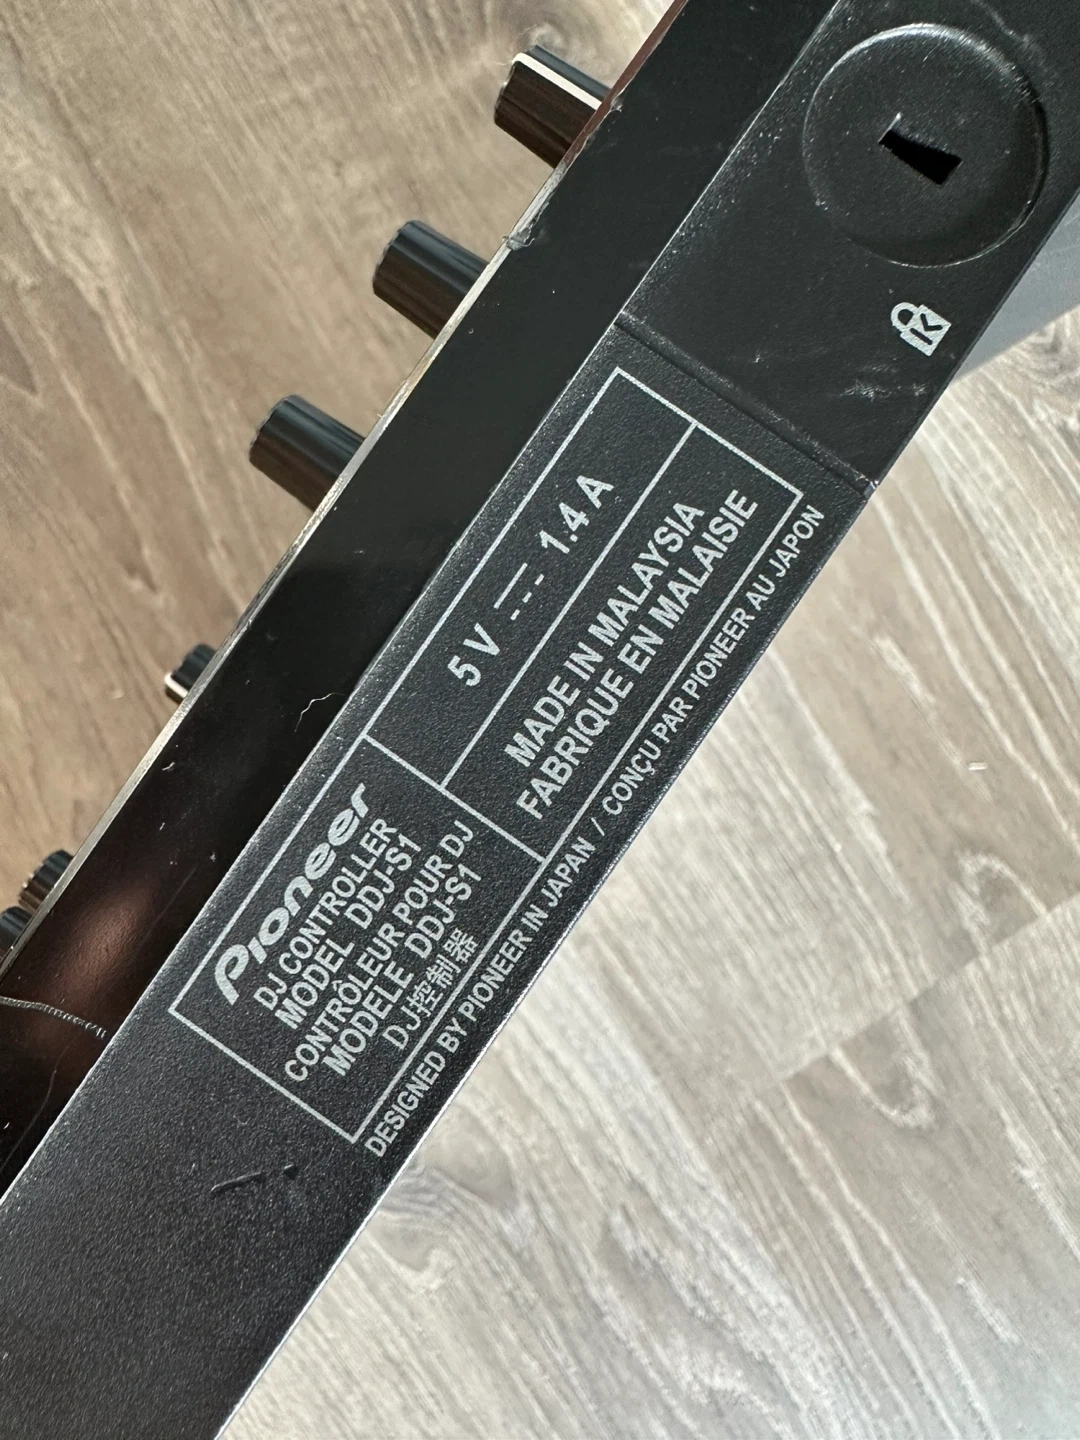 Pioneer
DJ CONTROLLER
MODEL DDJ-S1
CONTRÔLEUR POUR DJ
MODELE DDJ-S1
DJ控制器
5 V ⎓ 1.4 A
MADE IN MALAYSIA
FABRIQUE EN MALAISIE
DESIGNED BY PIONEER IN JAPAN / CONÇU PAR PIONEER AU JAPON
K